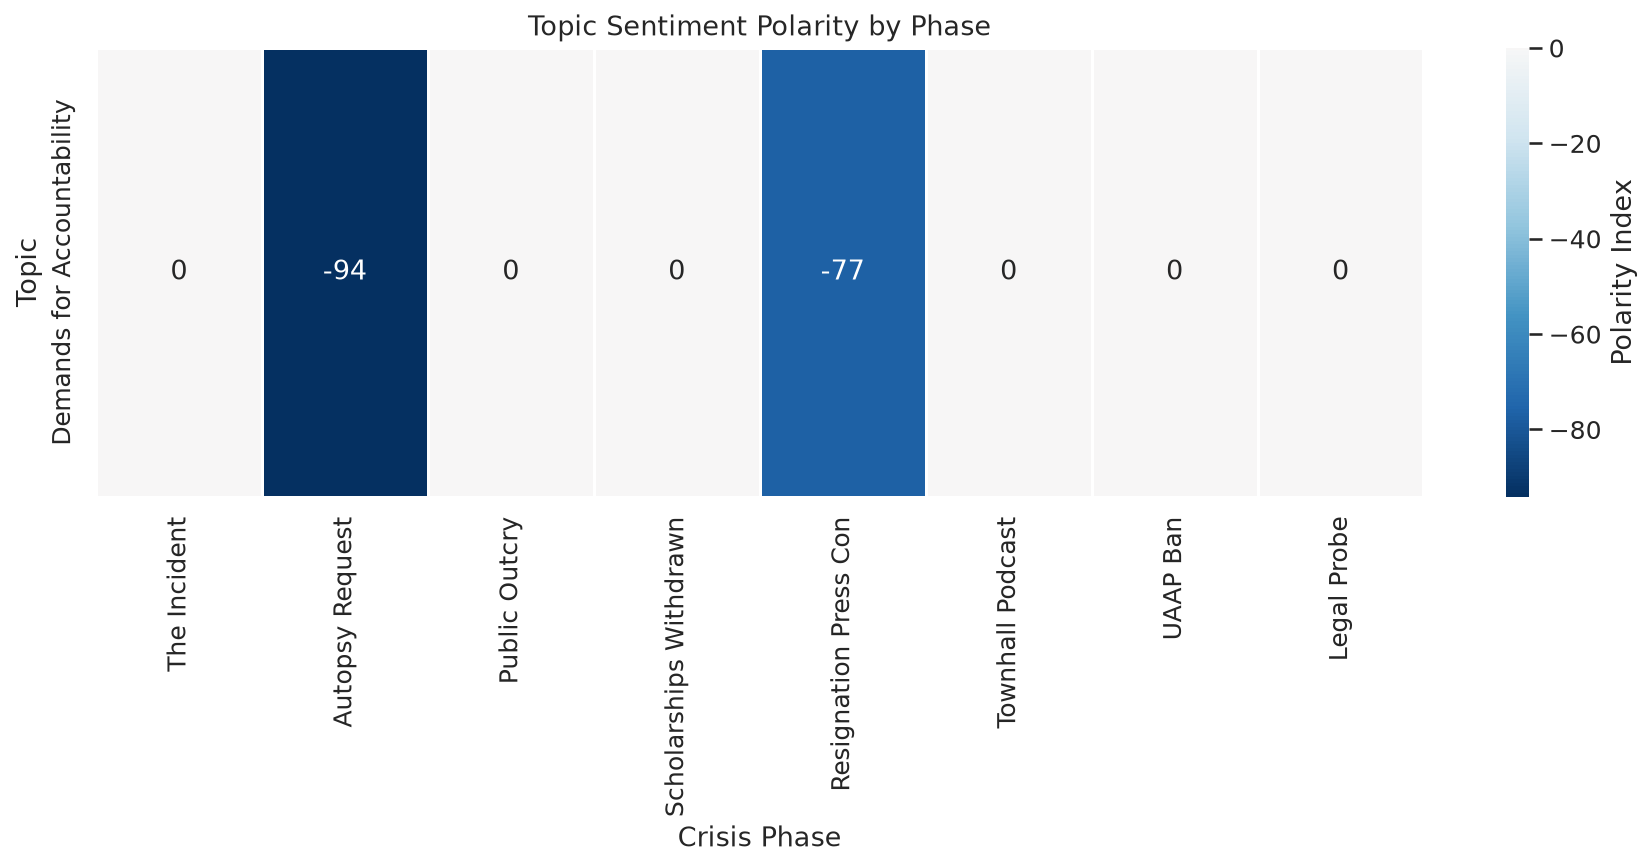 Topic Sentiment Polarity by Phase
Topic
Demands for Accountability
0
-94
0
0
-77
0
0
0
The Incident
Autopsy Request
Public Outcry
Scholarships Withdrawn
Resignation Press Con
Townhall Podcast
UAAP Ban
Legal Probe
Crisis Phase
0
−20
−40
−60
−80
Polarity Index